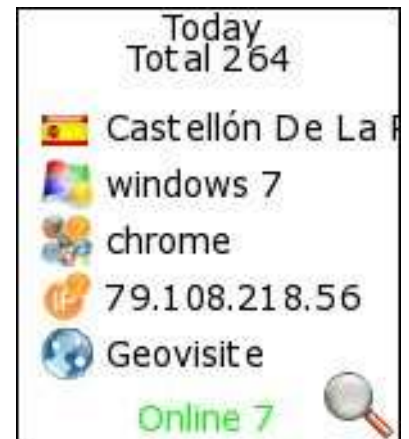 Today
Total 264
Castellón De La
windows 7
chrome
79.108.218.56
Geovisite
Online 7